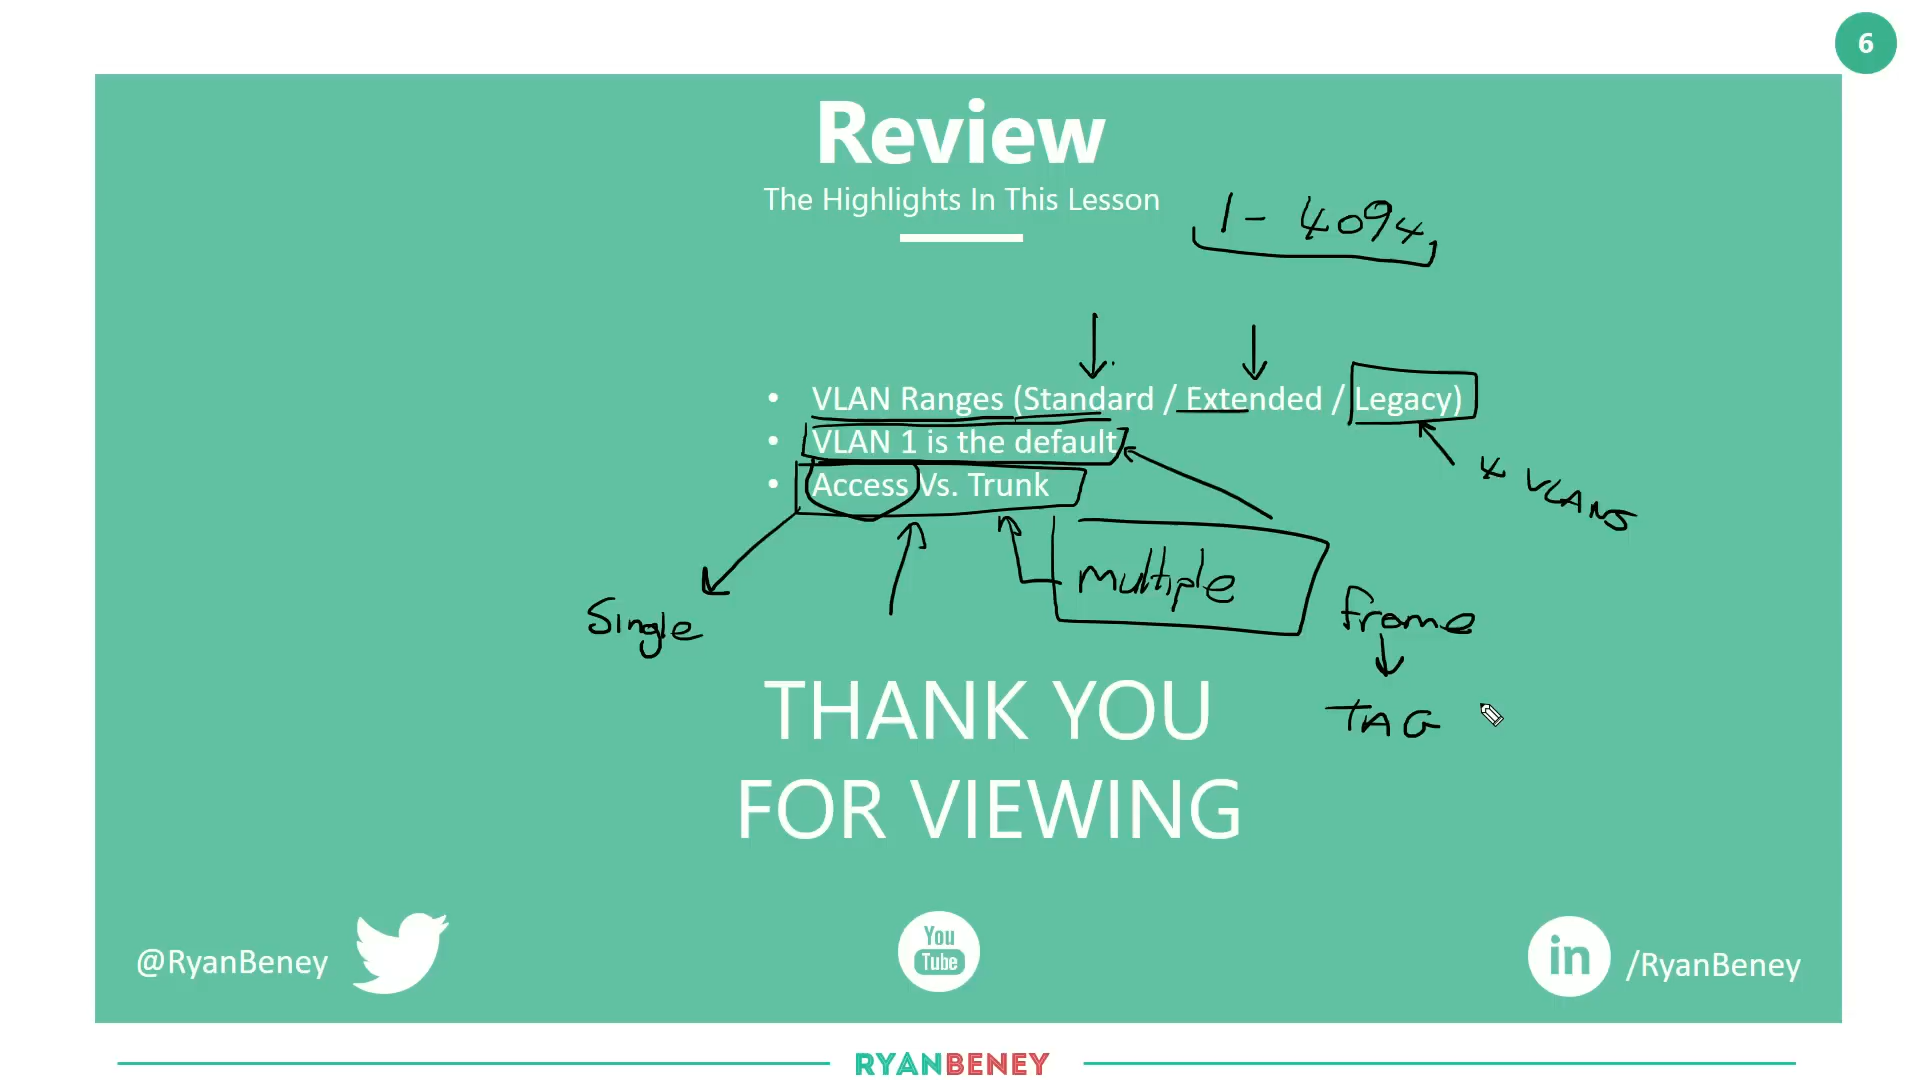 6
Review
The Highlights In This Lesson
1 - 4094
• VLAN Ranges (Standard / Extended / Legacy)
• VLAN 1 is the default
• Access Vs. Trunk
4 VLANS
multiple
Single
frame
TAG
THANK YOU
FOR VIEWING
@RyanBeney
You
Tube
in
/RyanBeney
RYANBENEY